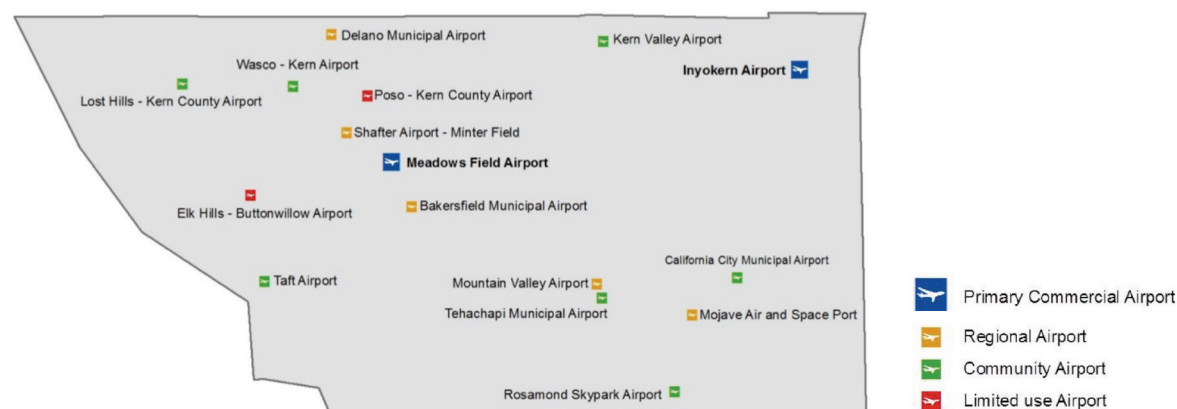 Delano Municipal Airport
Kern Valley Airport
Wasco - Kern Airport
Inyokern Airport
Lost Hills - Kern County Airport
Poso - Kern County Airport
Shafter Airport - Minter Field
Meadows Field Airport
Elk Hills - Buttonwillow Airport
Bakersfield Municipal Airport
California City Municipal Airport
Taft Airport
Mountain Valley Airport
Tehachapi Municipal Airport
Mojave Air and Space Port
Rosamond Skypark Airport
Primary Commercial Airport
Regional Airport
Community Airport
Limited use Airport